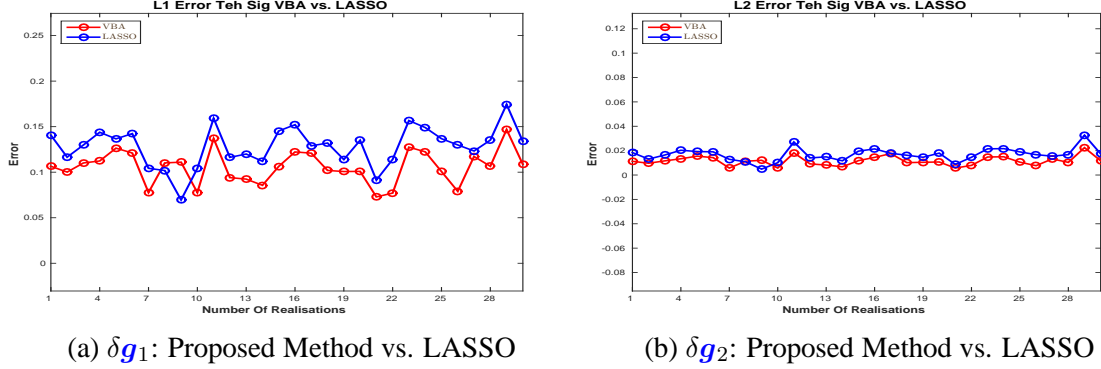 L1 Error Teh Sig VBA vs. LASSO
VBA
LASSO
0.25
0.2
0.15
0.1
0.05
0
Error
1 4 7 10 13 16 19 22 25 28
Number Of Realisations
(a) δg₁: Proposed Method vs. LASSO
L2 Error Teh Sig VBA vs. LASSO
VBA
LASSO
0.12
0.1
0.08
0.06
0.04
0.02
0
-0.02
-0.04
-0.06
-0.08
Error
1 4 7 10 13 16 19 22 25 28
Number Of Realisations
(b) δg₂: Proposed Method vs. LASSO